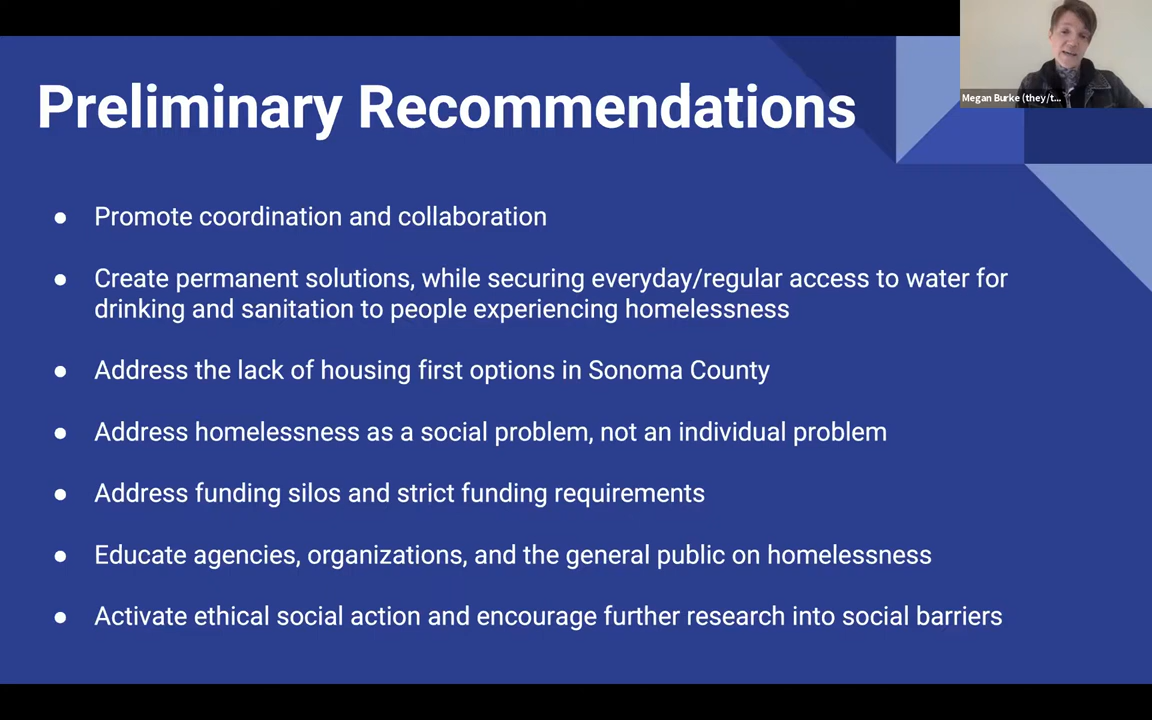 Preliminary Recommendations
Megan Burke (they/t...
● Promote coordination and collaboration
● Create permanent solutions, while securing everyday/regular access to water for
drinking and sanitation to people experiencing homelessness
● Address the lack of housing first options in Sonoma County
● Address homelessness as a social problem, not an individual problem
● Address funding silos and strict funding requirements
● Educate agencies, organizations, and the general public on homelessness
● Activate ethical social action and encourage further research into social barriers